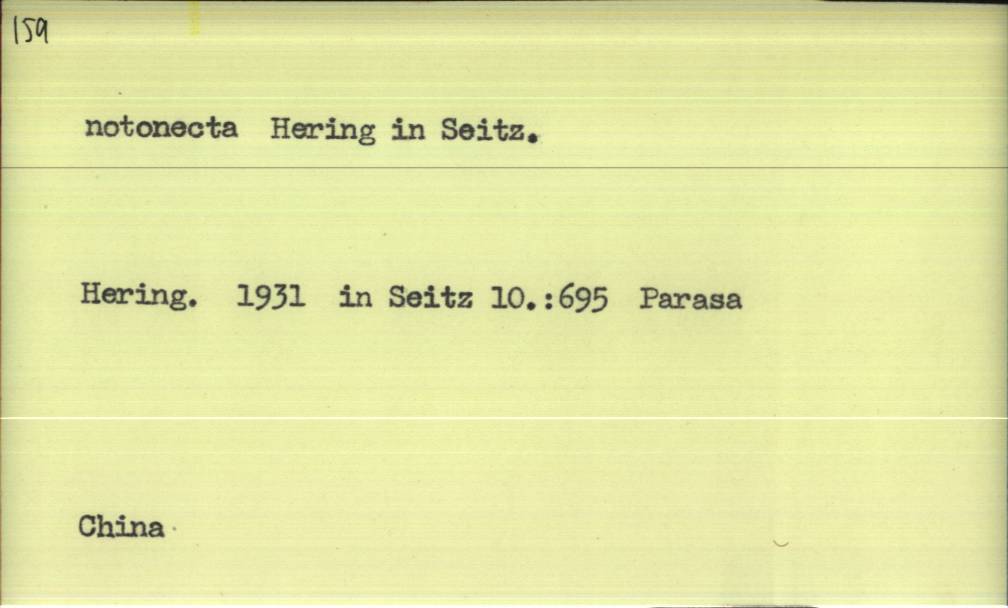 159
notonecta Hering in Seitz.
Hering. 1931 in Seitz 10.:695 Parasa
China